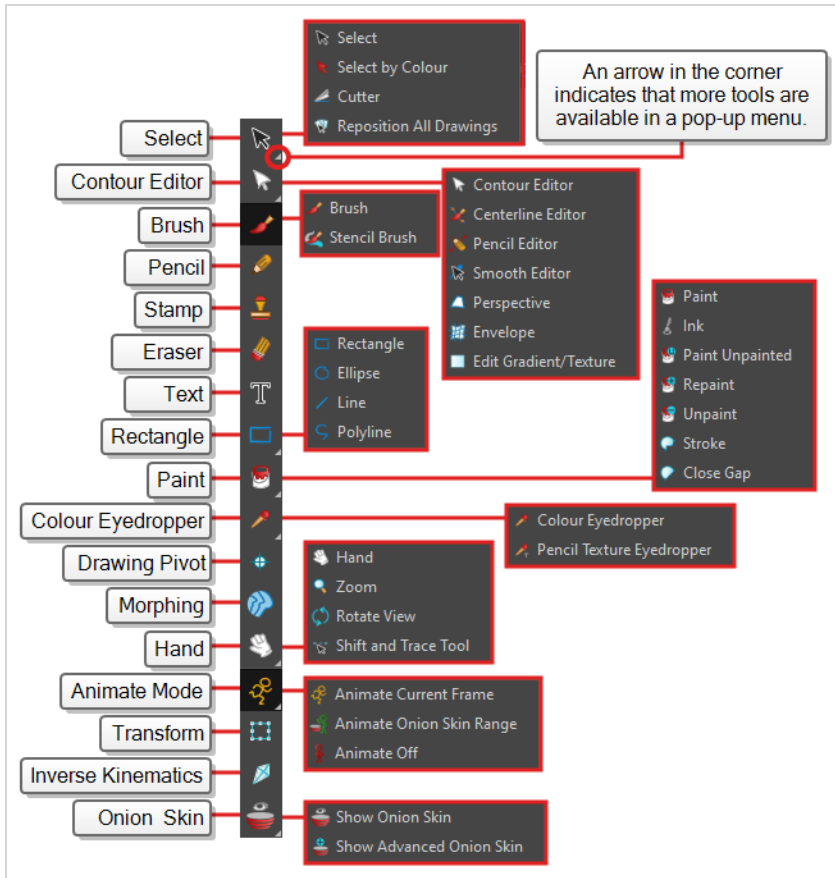 Select
Select by Colour
Cutter
Reposition All Drawings
An arrow in the corner
indicates that more tools are
available in a pop-up menu.
Select
Contour Editor
Brush
Pencil
Stamp
Eraser
Text
Rectangle
Paint
Colour Eyedropper
Drawing Pivot
Morphing
Hand
Animate Mode
Transform
Inverse Kinematics
Onion Skin
Contour Editor
Centerline Editor
Pencil Editor
Smooth Editor
Perspective
Envelope
Edit Gradient/Texture
Brush
Stencil Brush
Rectangle
Ellipse
Line
Polyline
Paint
Ink
Paint Unpainted
Repaint
Unpaint
Stroke
Close Gap
Colour Eyedropper
Pencil Texture Eyedropper
Hand
Zoom
Rotate View
Shift and Trace Tool
Animate Current Frame
Animate Onion Skin Range
Animate Off
Show Onion Skin
Show Advanced Onion Skin